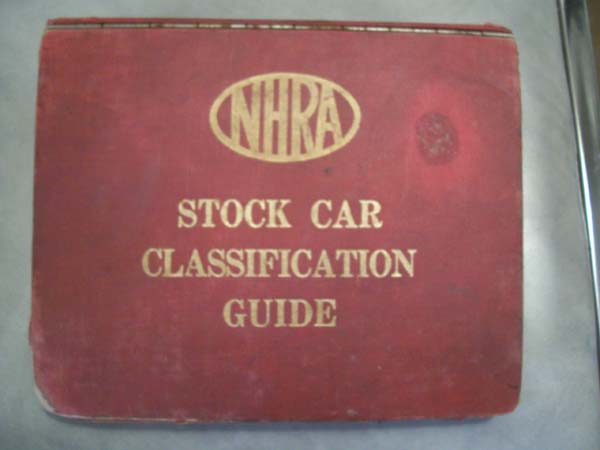 NHRA
STOCK CAR
CLASSIFICATION
GUIDE